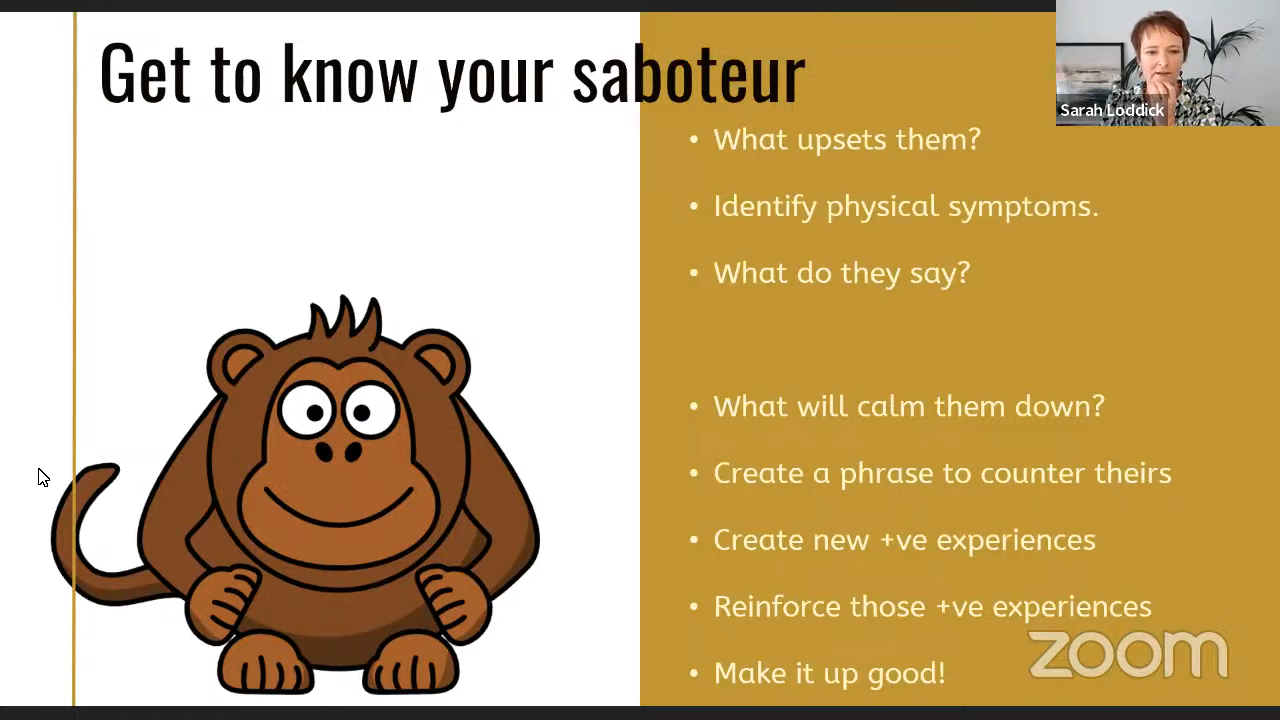 Get to know your saboteur
Sarah Loddick
• What upsets them?
• Identify physical symptoms.
• What do they say?
• What will calm them down?
• Create a phrase to counter theirs
• Create new +ve experiences
• Reinforce those +ve experiences
• Make it up good!
zoom